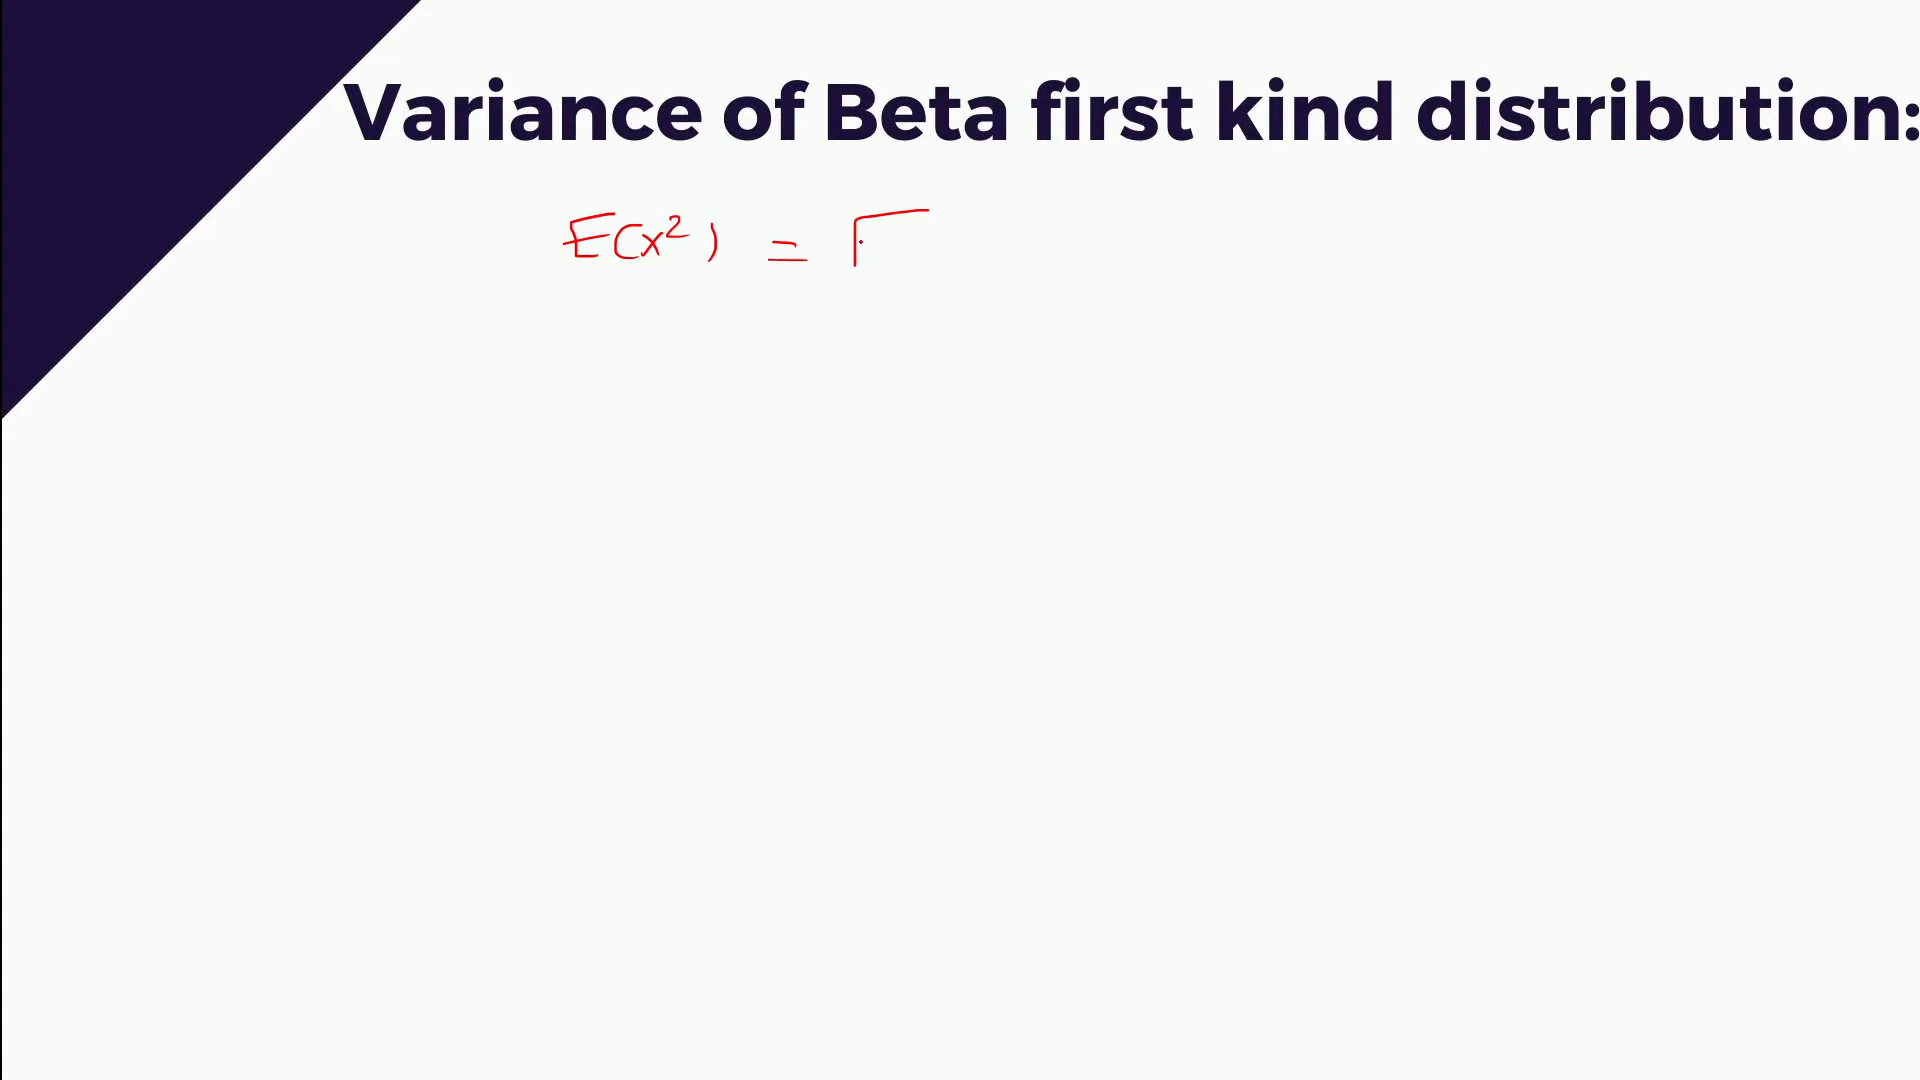 Variance of Beta first kind distribution:
E(x²) = Γ